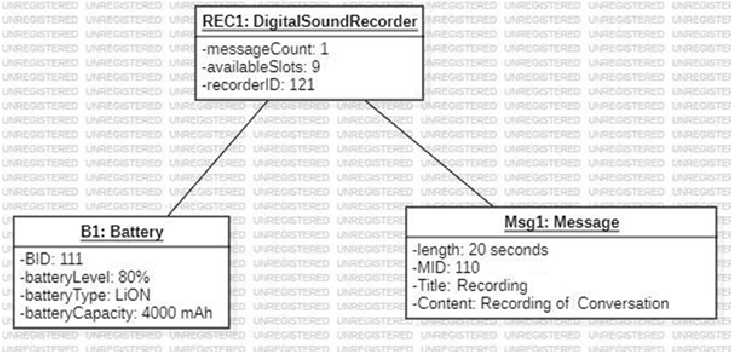 REC1: DigitalSoundRecorder
-messageCount: 1
-availableSlots: 9
-recorderID: 121
B1: Battery
-BID: 111
-batteryLevel: 80%
-batteryType: LiON
-batteryCapacity: 4000 mAh
Msg1: Message
-length: 20 seconds
-MID: 110
-Title: Recording
-Content: Recording of Conversation
UNREGISTERED